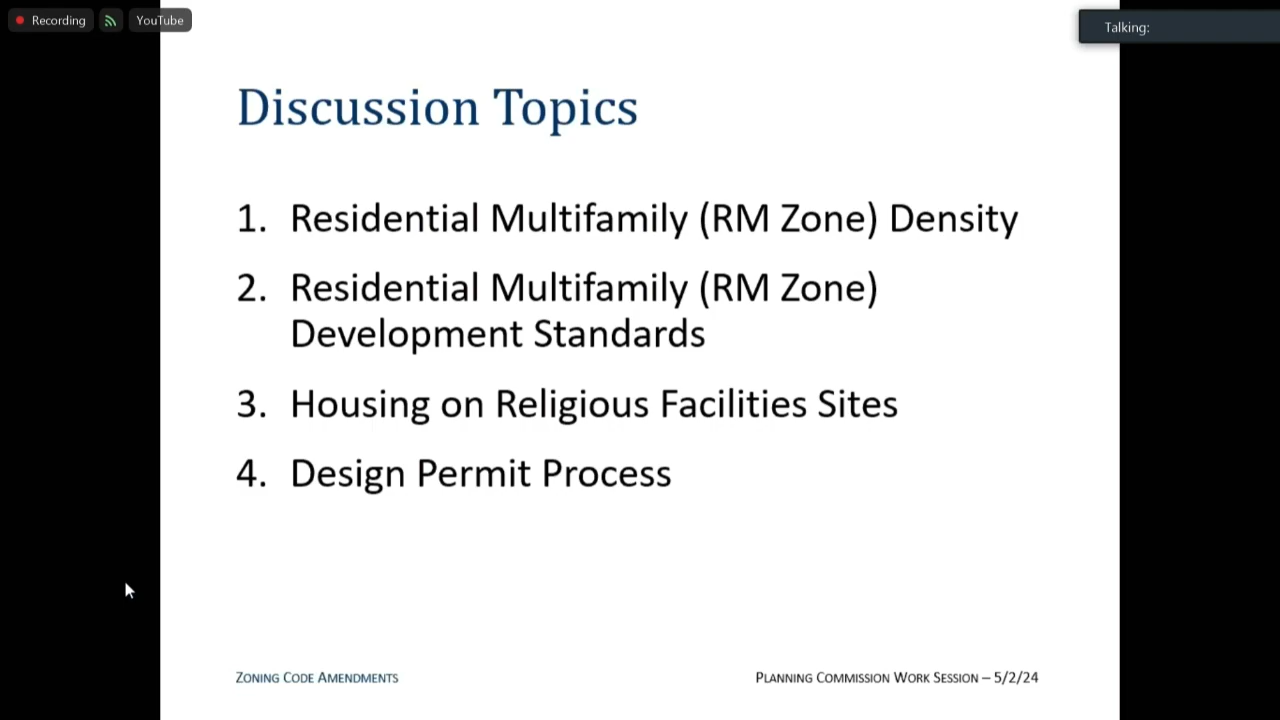 Recording
YouTube
Talking:
Discussion Topics
1. Residential Multifamily (RM Zone) Density
2. Residential Multifamily (RM Zone)
Development Standards
3. Housing on Religious Facilities Sites
4. Design Permit Process
Zoning Code Amendments
Planning Commission Work Session – 5/2/24